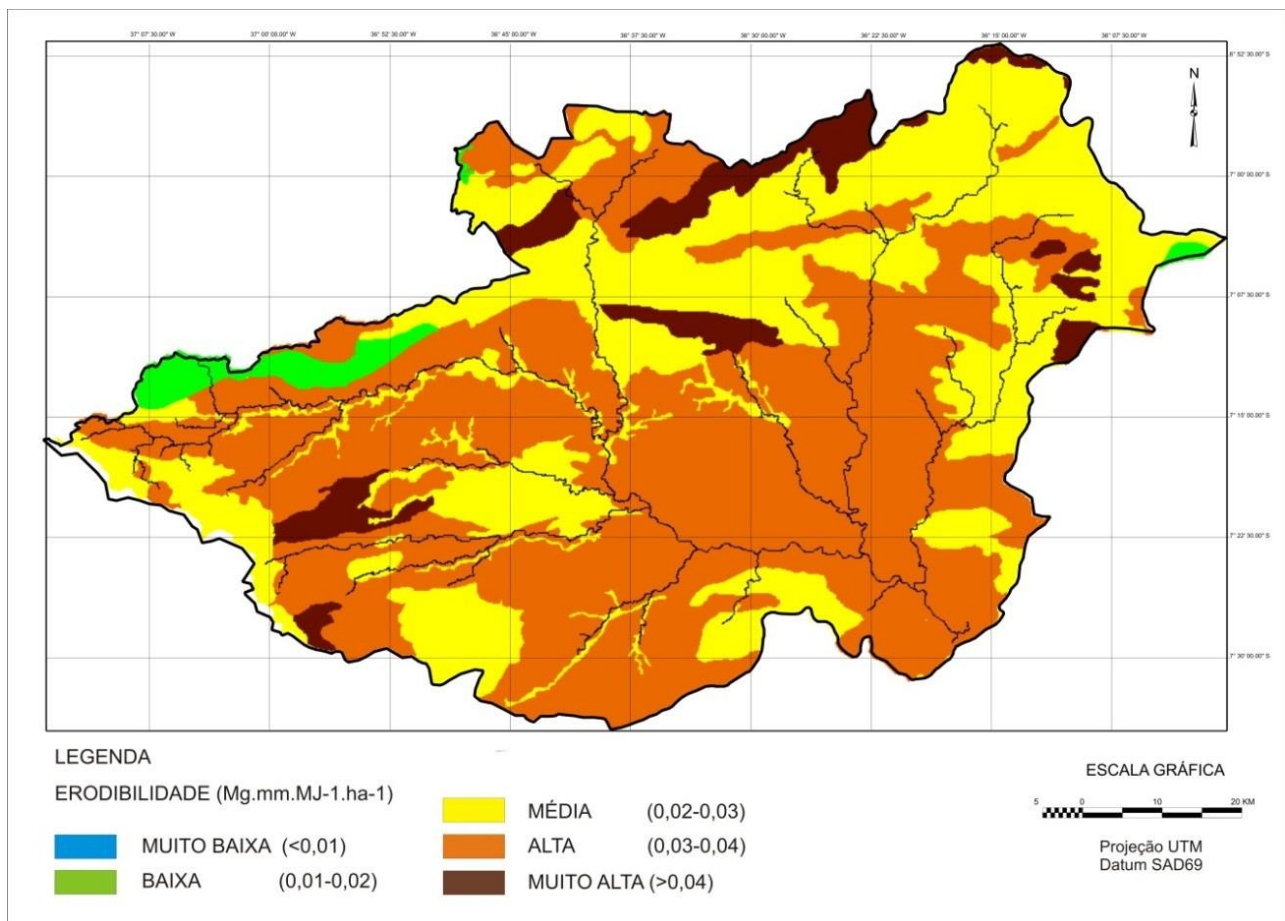 37° 07' 30.00" W
37° 00' 00.00" W
36° 52' 30.00" W
36° 45' 00.00" W
36° 37' 30.00" W
36° 30' 00.00" W
36° 22' 30.00" W
36° 15' 00.00" W
36° 07' 30.00" W
6° 52' 30.00" S
N
7° 00' 00.00" S
7° 07' 30.00" S
7° 15' 00.00" S
7° 22' 30.00" S
7° 30' 00.00" S
LEGENDA
ERODIBILIDADE (Mg.mm.MJ-1.ha-1)
MUITO BAIXA (<0,01)
BAIXA (0,01-0,02)
MÉDIA (0,02-0,03)
ALTA (0,03-0,04)
MUITO ALTA (>0,04)
ESCALA GRÁFICA
5 0 10 20 KM
Projeção UTM
Datum SAD69